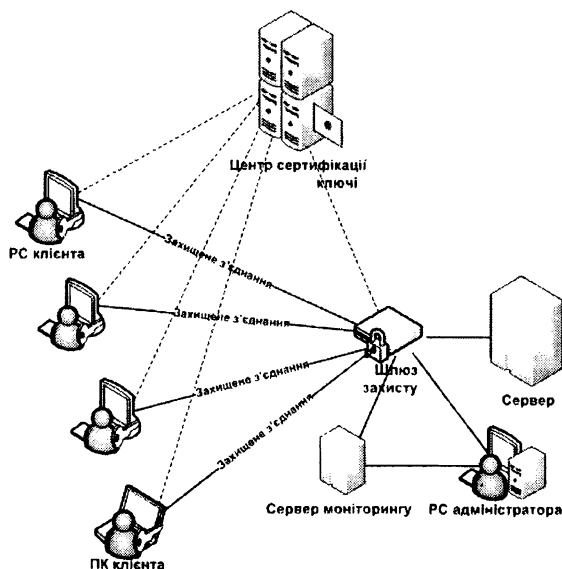 Центр сертифікації
ключі
РС клієнта
Захищене з'єднання
Захищене з'єднання
Захищене з'єднання
Захищене з'єднання
Шлюз
захисту
Сервер
Сервер моніторингу
РС адміністратора
ПК клієнта